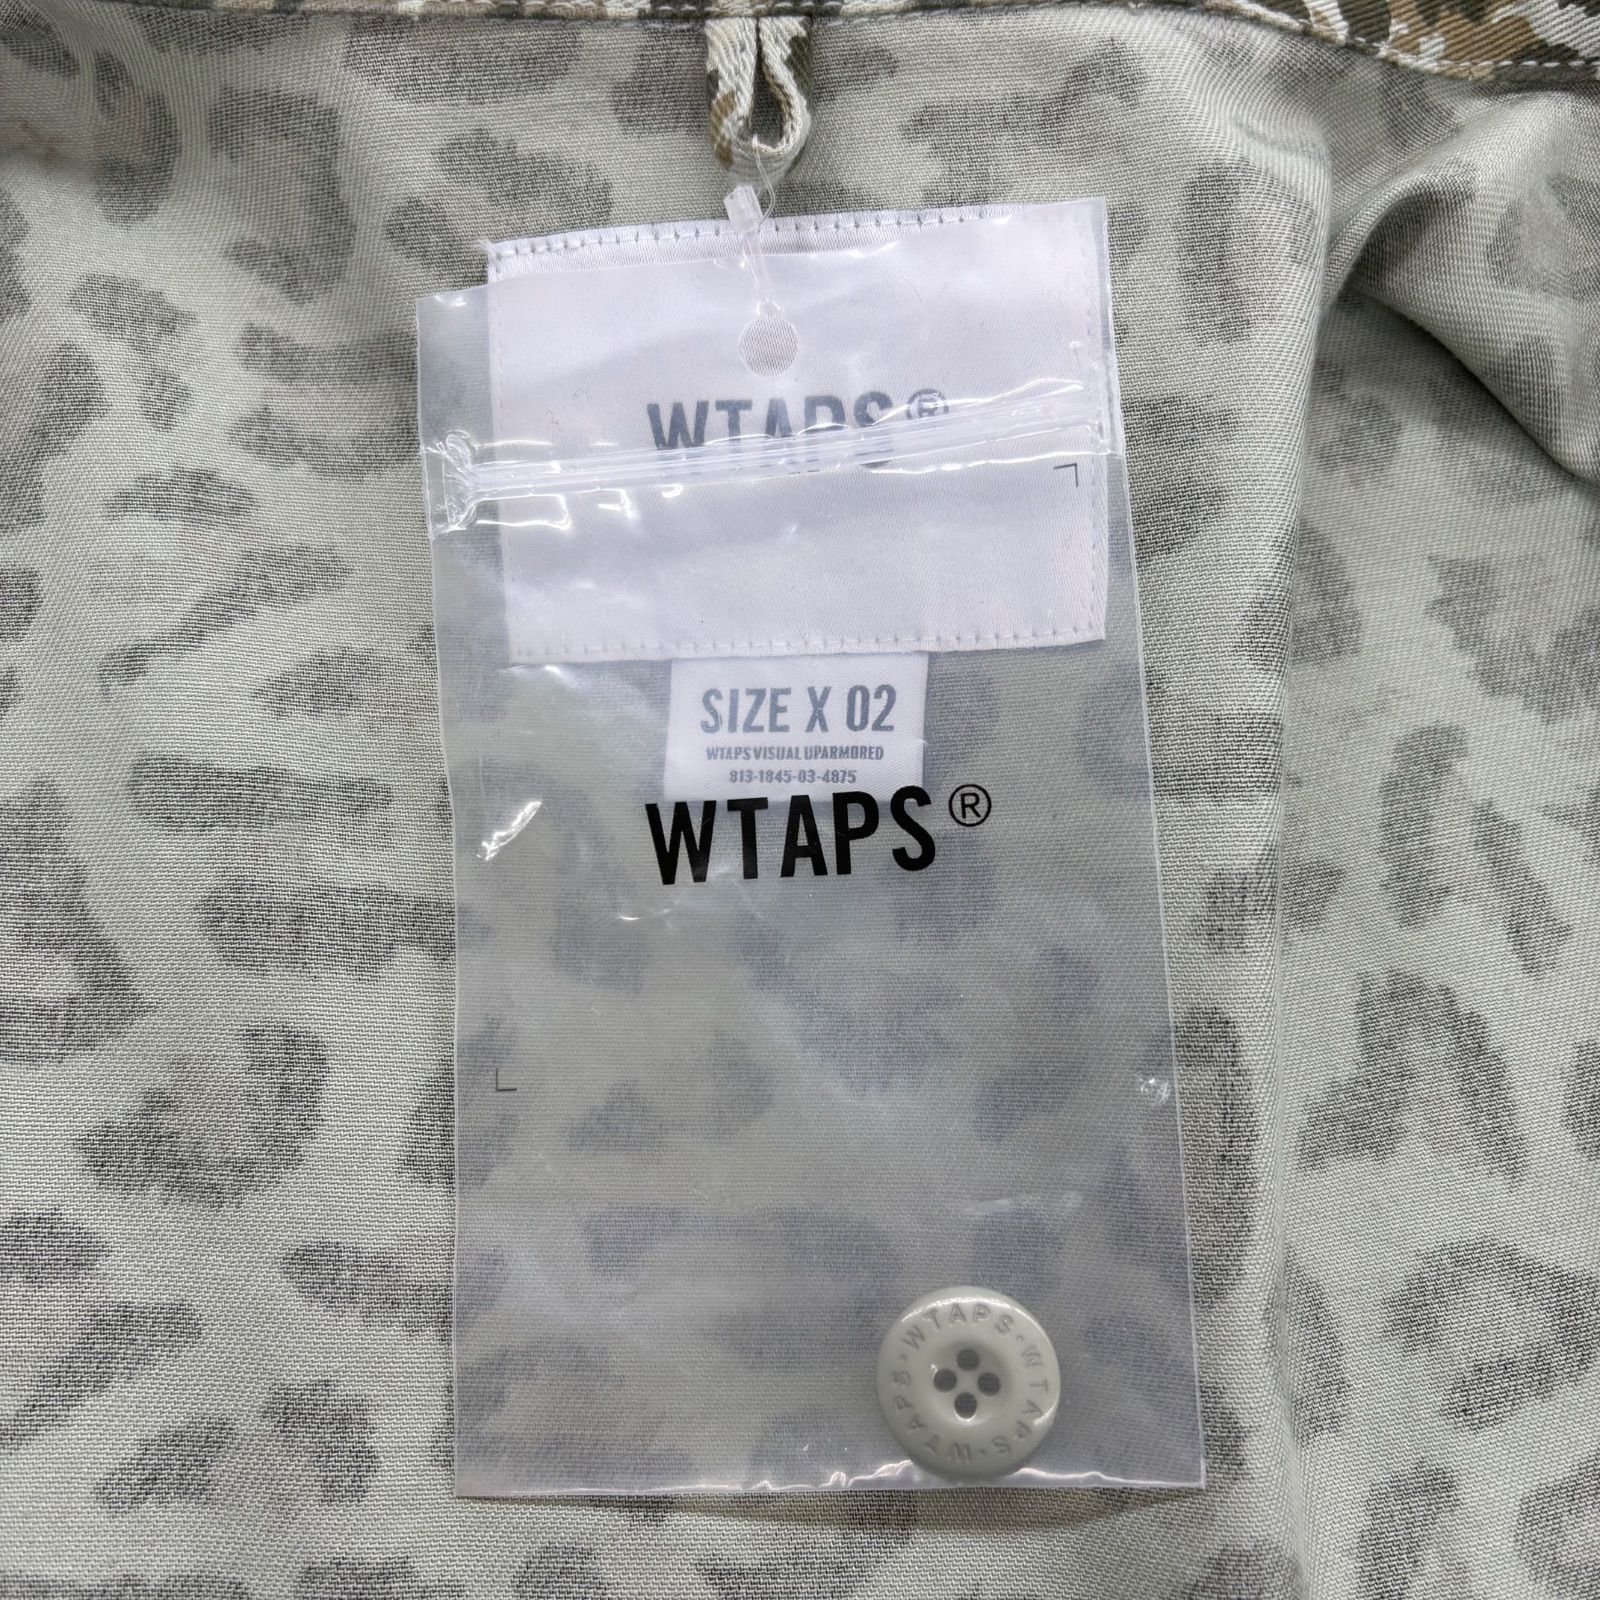 WTAPS®
SIZE X 02
WTAPS VISUAL UPARMORED
813-1845-03-4875
WTAPS®
WTAPS · WTAPS · WTAPS ·